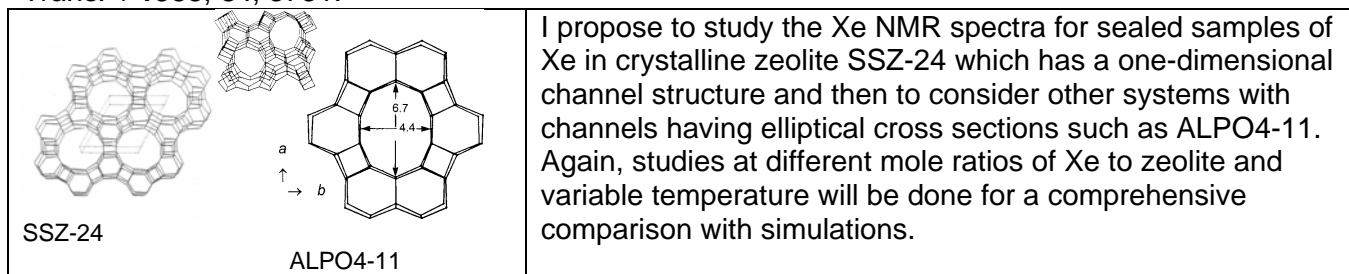 I propose to study the Xe NMR spectra for sealed samples of
Xe in crystalline zeolite SSZ-24 which has a one-dimensional
channel structure and then to consider other systems with
channels having elliptical cross sections such as ALPO4-11.
Again, studies at different mole ratios of Xe to zeolite and
variable temperature will be done for a comprehensive
comparison with simulations.
6.7
4.4
a
b
SSZ-24
ALPO4-11